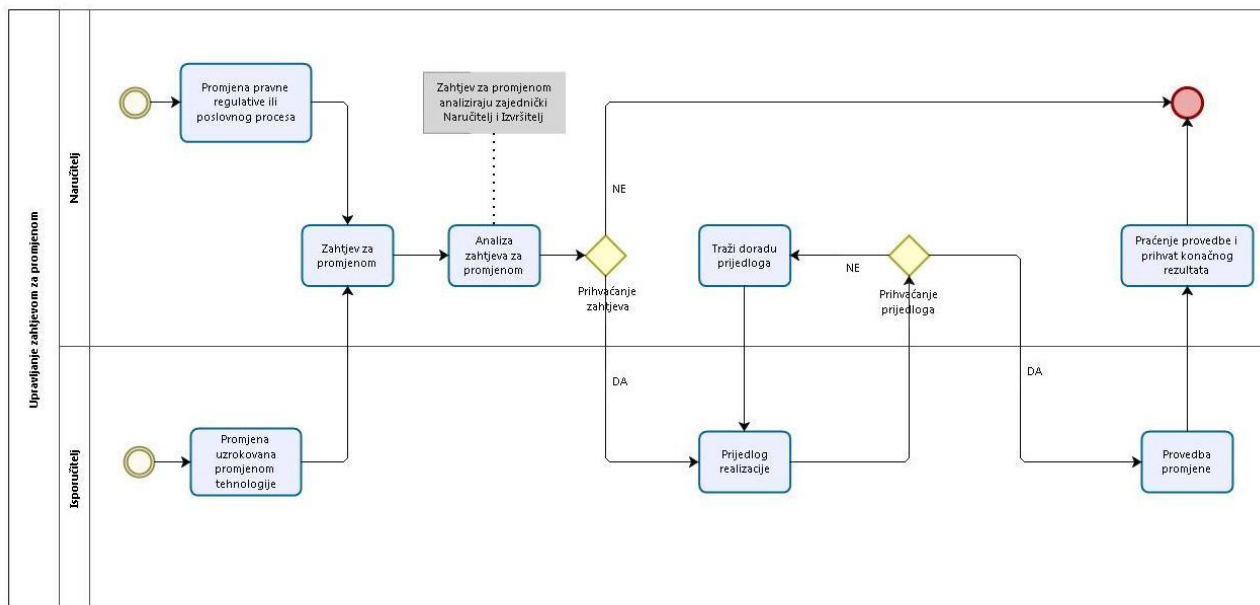 Upravljanje zahtjevom za promjenom
Naručitelj
Promjena pravne
regulative ili
poslovnog procesa
Zahtjev za promjenom
analiziraju zajednički
Naručitelj i Izvršitelj
NE
Zahtjev za
promjenom
Analiza
zahtjeva za
promjenom
Prihvaćanje
zahtjeva
Traži doradu
prijedloga
NE
Prihvaćanje
prijedloga
Praćenje provedbe i
prihvat konačnog
rezultata
Isporučitelj
DA
DA
Promjena
uzrokovana
promjenom
tehnologije
Prijedlog
realizacije
Provedba
promjene